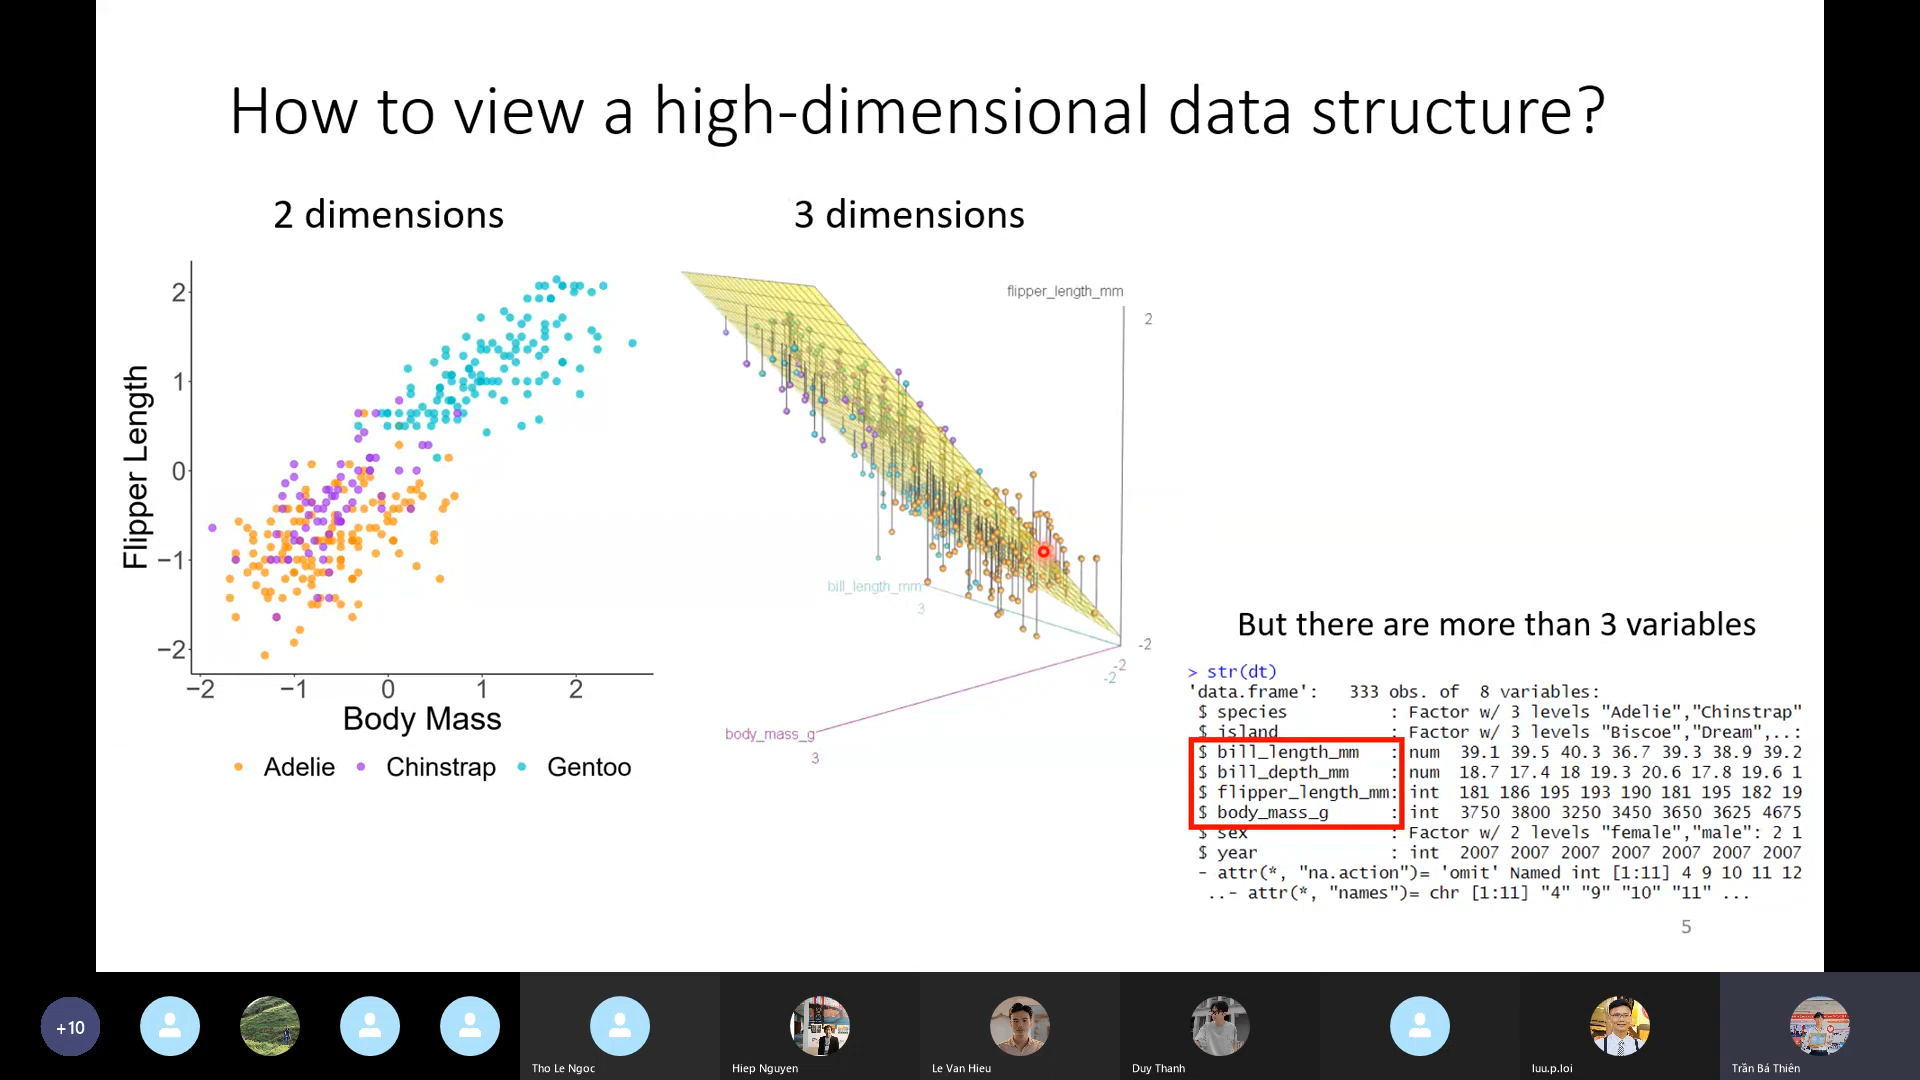 How to view a high-dimensional data structure?
2 dimensions
3 dimensions
Flipper Length
2
1
0
−1
−2
−2
−1
0
1
2
Body Mass
Adelie
Chinstrap
Gentoo
flipper_length_mm
2
bill_length_mm
3
-2
-2
-2
body_mass_g
3
But there are more than 3 variables
> str(dt)
'data.frame': 333 obs. of 8 variables:
$ species : Factor w/ 3 levels "Adelie","Chinstrap"
$ island : Factor w/ 3 levels "Biscoe","Dream",..:
$ bill_length_mm : num 39.1 39.5 40.3 36.7 39.3 38.9 39.2
$ bill_depth_mm : num 18.7 17.4 18 19.3 20.6 17.8 19.6 1
$ flipper_length_mm: int 181 186 195 193 190 181 195 182 19
$ body_mass_g : int 3750 3800 3250 3450 3650 3625 4675
$ sex : Factor w/ 2 levels "female","male": 2 1
$ year : int 2007 2007 2007 2007 2007 2007 2007
- attr(*, "na.action")= 'omit' Named int [1:11] 4 9 10 11 12
..- attr(*, "names")= chr [1:11] "4" "9" "10" "11" ...
5
+10
Tho Le Ngoc
Hiep Nguyen
Le Van Hieu
Duy Thanh
luu.p.loi
Trần Bá Thiên